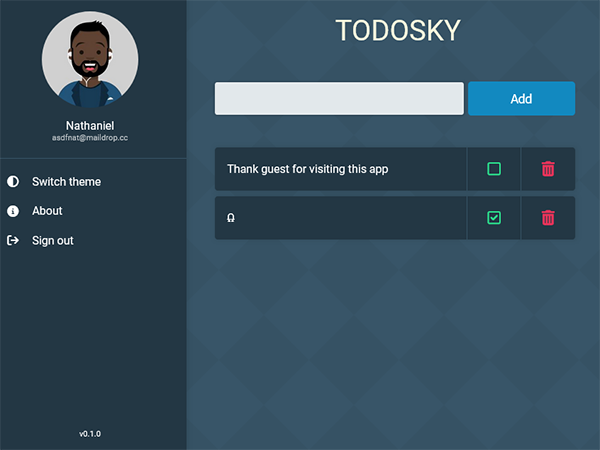 Nathaniel
asdfnat@maildrop.cc
Switch theme
About
Sign out
v0.1.0
TODOSKY
Add
Thank guest for visiting this app